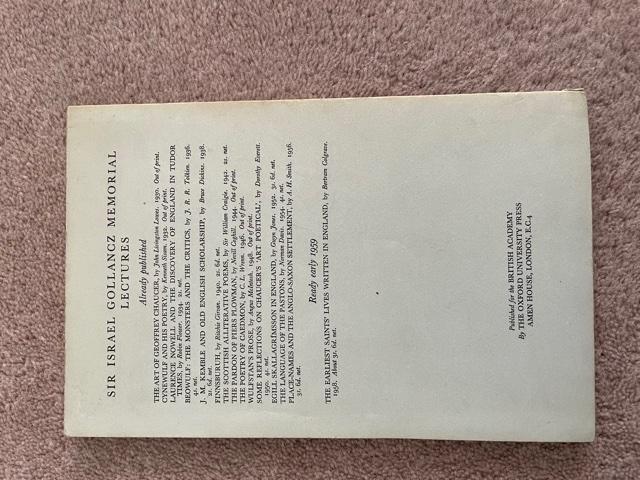 SIR ISRAEL GOLLANCZ MEMORIAL
LECTURES
Already published
THE ART OF GEOFFREY CHAUCER, by John Livingston Lowes. 1930. Out of print.
CYNEWULF AND HIS POETRY, by Kenneth Sisam. 1932. Out of print.
LAURENCE NOWELL AND THE DISCOVERY OF ENGLAND IN TUDOR
TIMES, by Robin Flower. 1934. 2s. net.
BEOWULF: THE MONSTERS AND THE CRITICS, by J. R. R. Tolkien. 1936.
4s. net.
J. M. KEMBLE AND OLD ENGLISH SCHOLARSHIP, by Bruce Dickins. 1938.
2s. 6d. net.
FINNSBURUH, by Ritchie Girvan. 1940. 2s. 6d. net.
THE SCOTTISH ALLITERATIVE POEMS, by Sir William Craigie. 1942. 2s. net.
THE PARDON OF PIERS PLOWMAN, by Nevill Coghill. 1944. Out of print.
THE POETRY OF CAEDMON, by C. L. Wrenn. 1946. Out of print.
WULFSTAN'S PROSE, by Angus McIntosh. 1948. Out of print.
SOME REFLECTIONS ON CHAUCER'S 'ART POETICAL', by Dorothy Everett.
1950. 4s. net.
EGILL SKALLAGRÍMSSON IN ENGLAND, by Gwyn Jones. 1952. 3s. 6d. net.
THE LANGUAGE OF THE PASTONS, by Norman Davis. 1954. 4s. net.
PLACE-NAMES AND THE ANGLO-SAXON SETTLEMENT, by A. H. Smith. 1956.
3s. 6d. net.
Ready early 1959
THE EARLIEST SAINTS' LIVES WRITTEN IN ENGLAND, by Bertram Colgrave.
1958. About 3s. 6d. net.
Published for the BRITISH ACADEMY
By THE OXFORD UNIVERSITY PRESS
AMEN HOUSE, LONDON, E.C.4